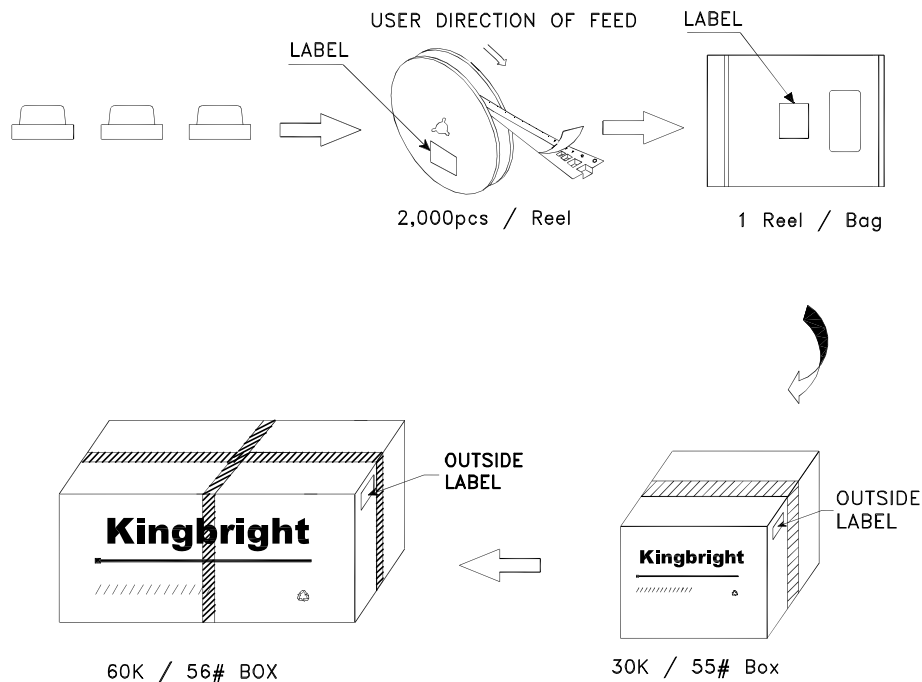 USER DIRECTION OF FEED
LABEL
LABEL
2,000pcs / Reel
1 Reel / Bag
OUTSIDE
LABEL
Kingbright
60K / 56# BOX
OUTSIDE
LABEL
Kingbright
30K / 55# Box